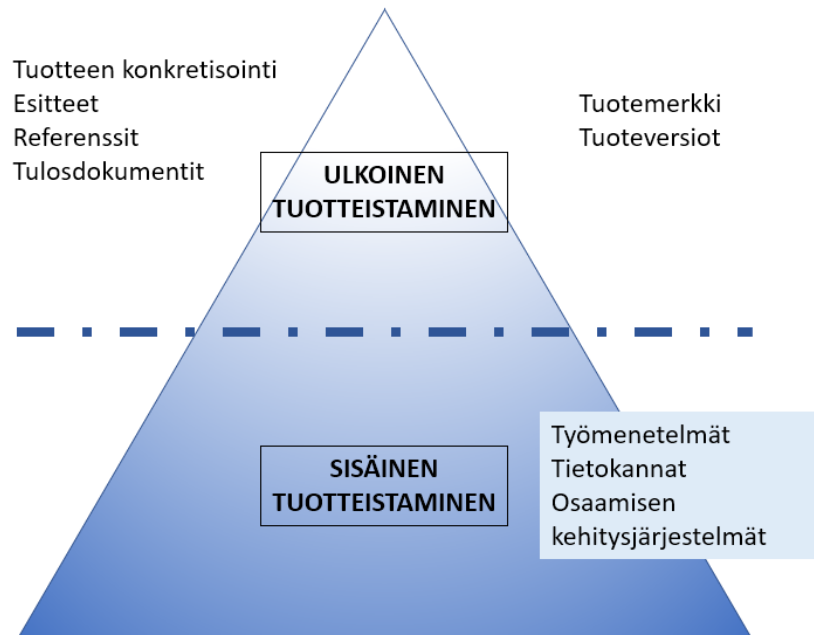 Tuotteen konkretisointi
Esitteet
Referenssit
Tulosdokumentit
Tuotemerkki
Tuoteversiot
ULKOINEN
TUOTTEISTAMINEN
SISÄINEN
TUOTTEISTAMINEN
Työmenetelmät
Tietokannat
Osaamisen
kehitysjärjestelmät